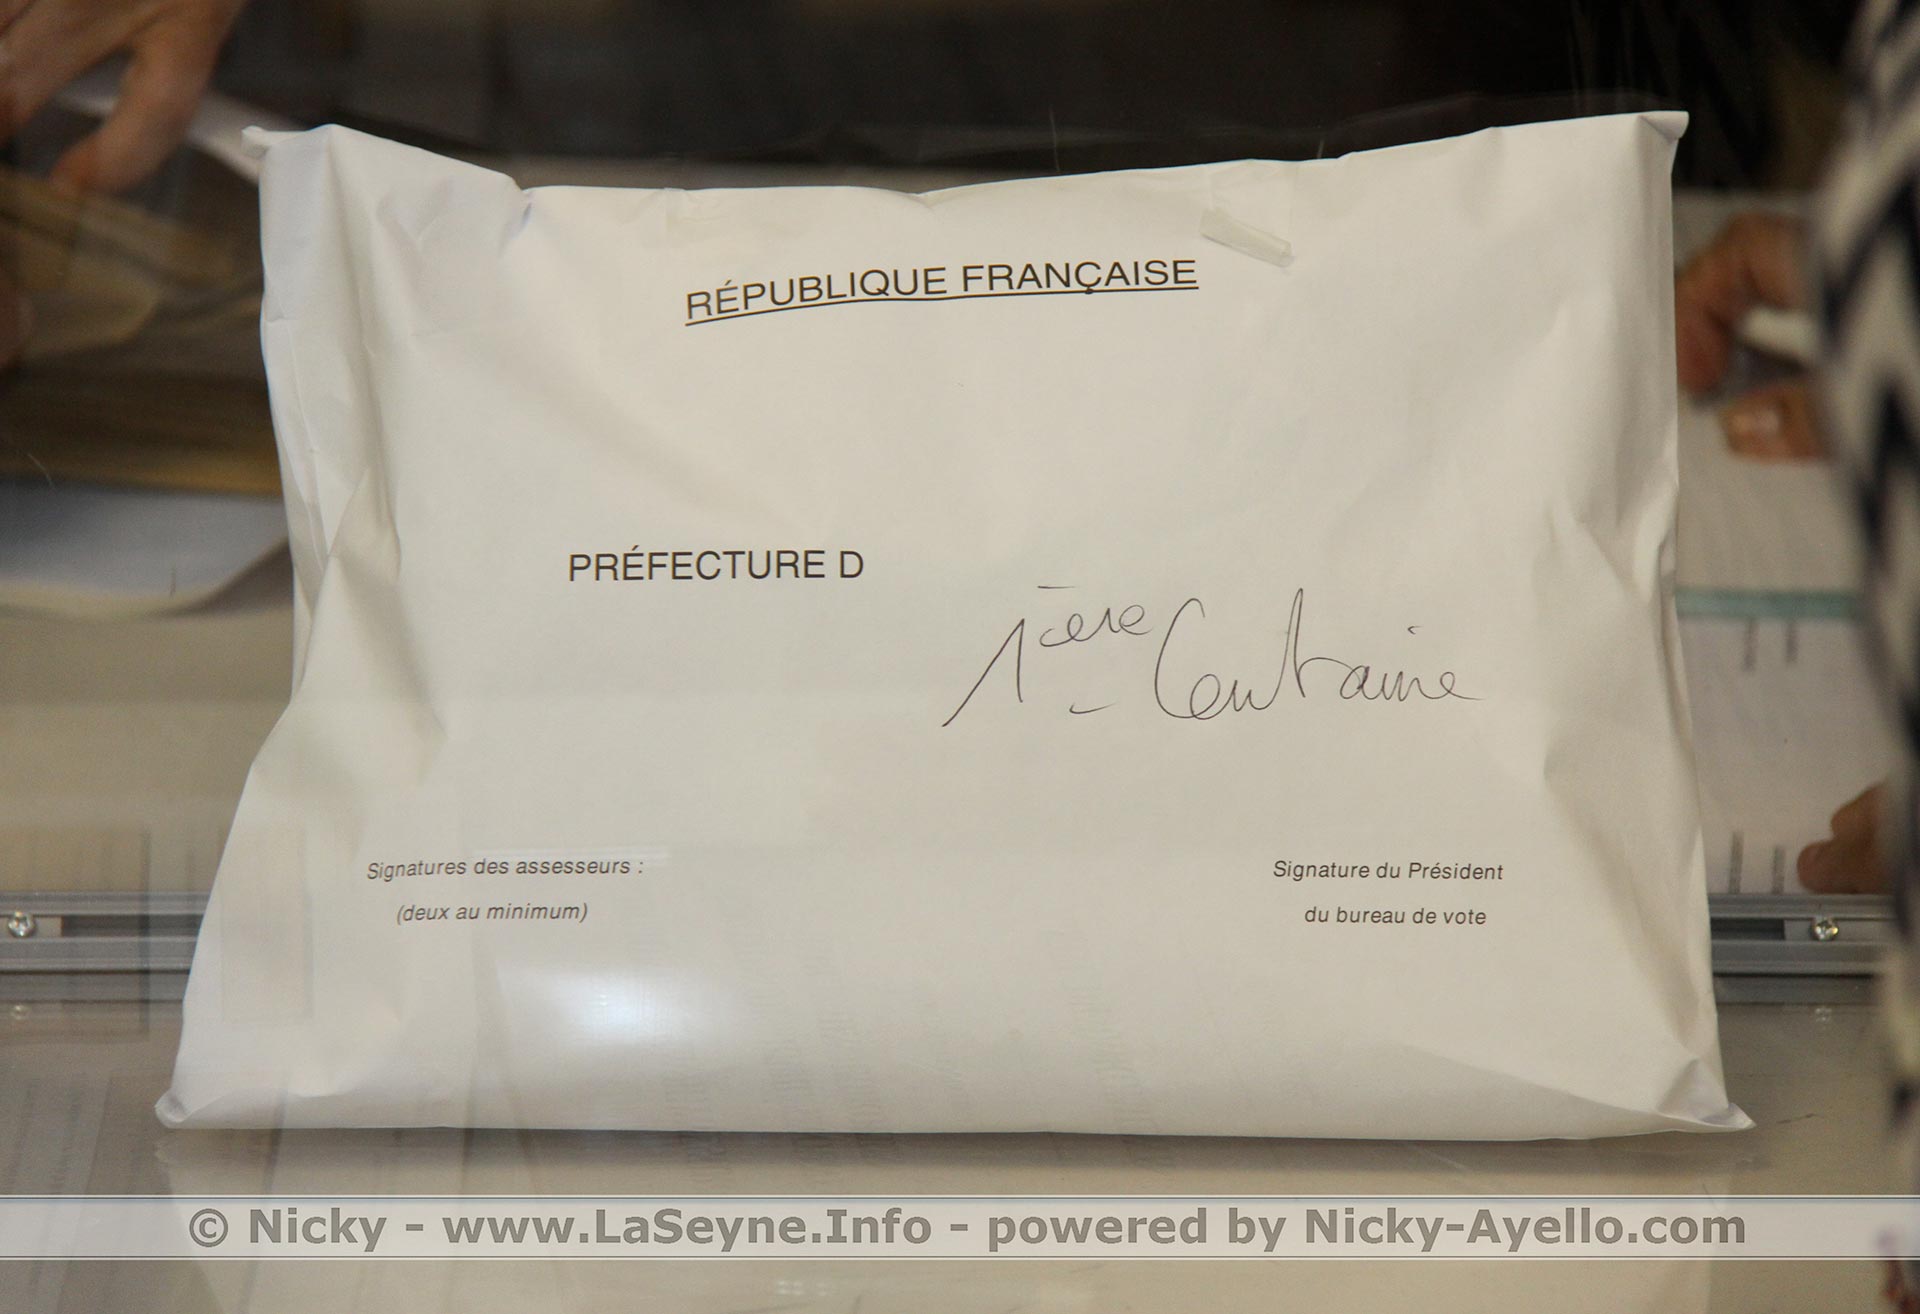 RÉPUBLIQUE FRANÇAISE
PRÉFECTURE D
1ère Centaine
Signatures des assesseurs :
(deux au minimum)
Signature du Président
du bureau de vote
© Nicky - www.LaSeyne.Info - powered by Nicky-Ayello.com